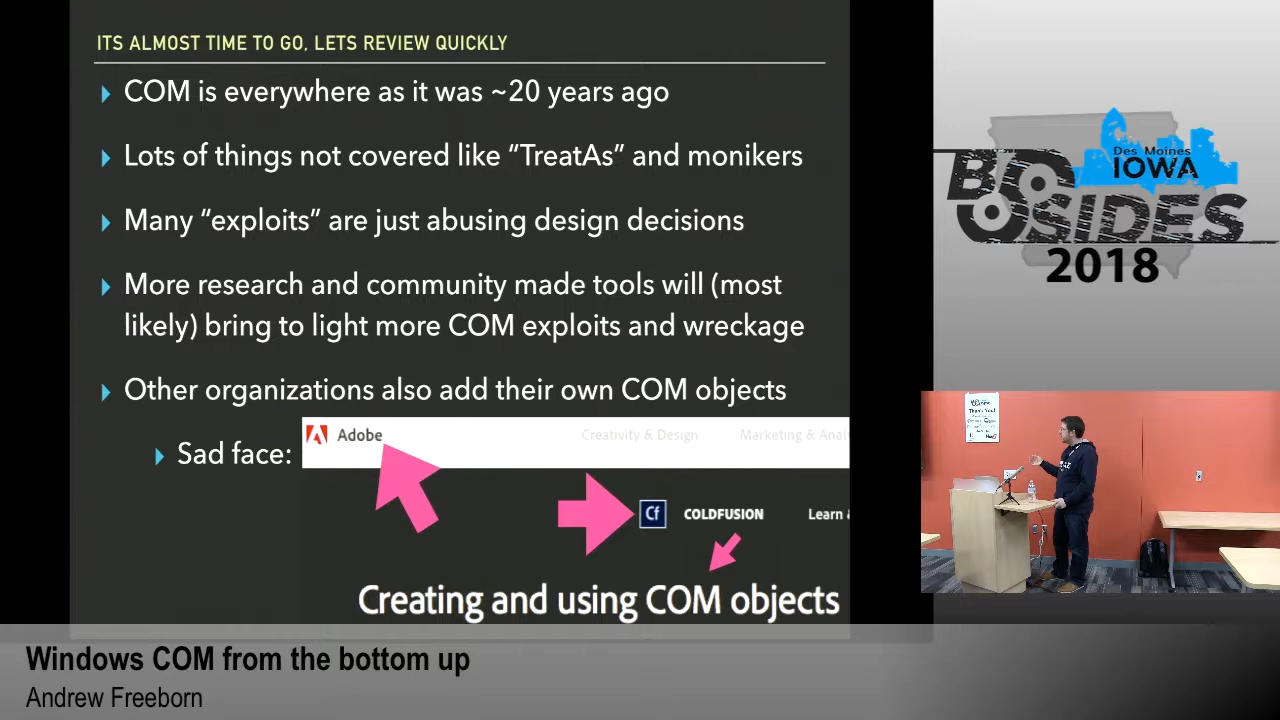 ITS ALMOST TIME TO GO, LETS REVIEW QUICKLY
COM is everywhere as it was ~20 years ago
Lots of things not covered like “TreatAs” and monikers
Many “exploits” are just abusing design decisions
More research and community made tools will (most
likely) bring to light more COM exploits and wreckage
Other organizations also add their own COM objects
Sad face:
Adobe
Creativity & Design
Marketing & Anal
Cf
COLDFUSION
Learn
Creating and using COM objects
Des Moines
IOWA
BSIDES
2018
Thank You!
Windows COM from the bottom up
Andrew Freeborn